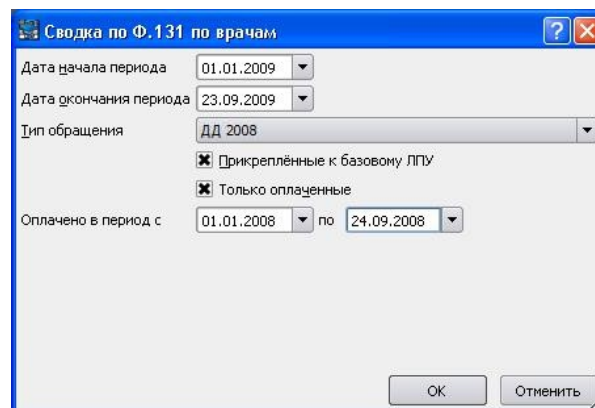 Сводка по Ф.131 по врачам
Дата начала периода 01.01.2009
Дата окончания периода 23.09.2009
Тип обращения ДД 2008
Прикреплённые к базовому ЛПУ
Только оплаченные
Оплачено в период с 01.01.2008 по 24.09.2008
ОК Отменить